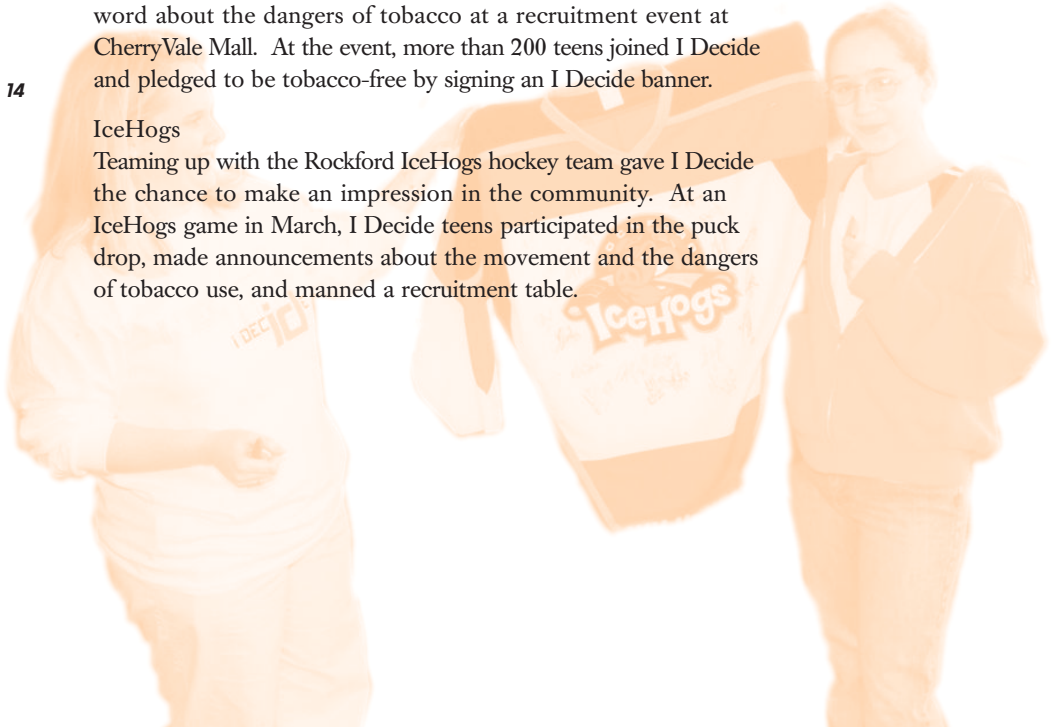 word about the dangers of tobacco at a recruitment event at
CherryVale Mall. At the event, more than 200 teens joined I Decide
and pledged to be tobacco-free by signing an I Decide banner.
14
IceHogs
Teaming up with the Rockford IceHogs hockey team gave I Decide
the chance to make an impression in the community. At an
IceHogs game in March, I Decide teens participated in the puck
drop, made announcements about the movement and the dangers
of tobacco use, and manned a recruitment table.
I DECIDE
IceHogs